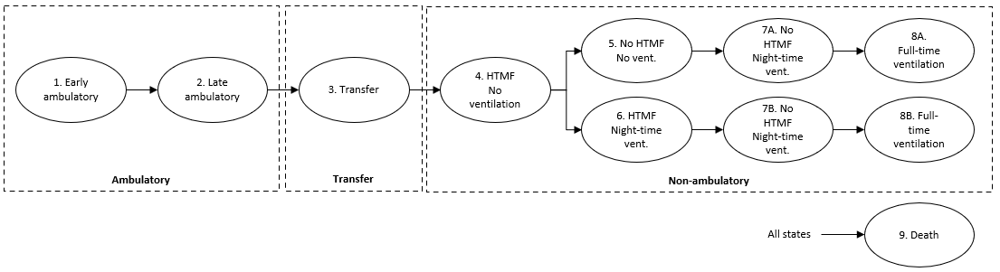 1. Early
ambulatory
2. Late
ambulatory
Ambulatory
3. Transfer
Transfer
4. HTMF
No
ventilation
5. No HTMF
No vent.
7A. No
HTMF
Night-time
vent.
8A.
Full-time
ventilation
6. HTMF
Night-time
vent.
7B. No
HTMF
Night-time
vent.
8B. Full-
time
ventilation
Non-ambulatory
All states
9. Death